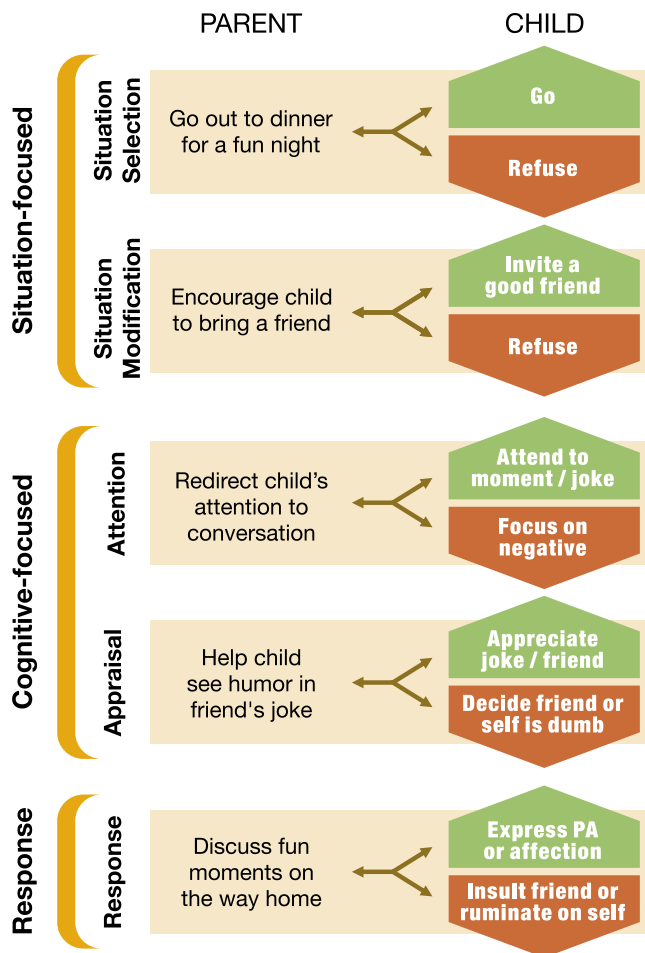 PARENT
CHILD
Situation-focused
Situation
Selection
Go out to dinner
for a fun night
Go
Refuse
Situation
Modification
Encourage child
to bring a friend
Invite a
good friend
Refuse
Cognitive-focused
Attention
Redirect child’s
attention to
conversation
Attend to
moment / joke
Focus on
negative
Appraisal
Help child
see humor in
friend's joke
Appreciate
joke / friend
Decide friend or
self is dumb
Response
Response
Discuss fun
moments on
the way home
Express PA
or affection
Insult friend or
ruminate on self